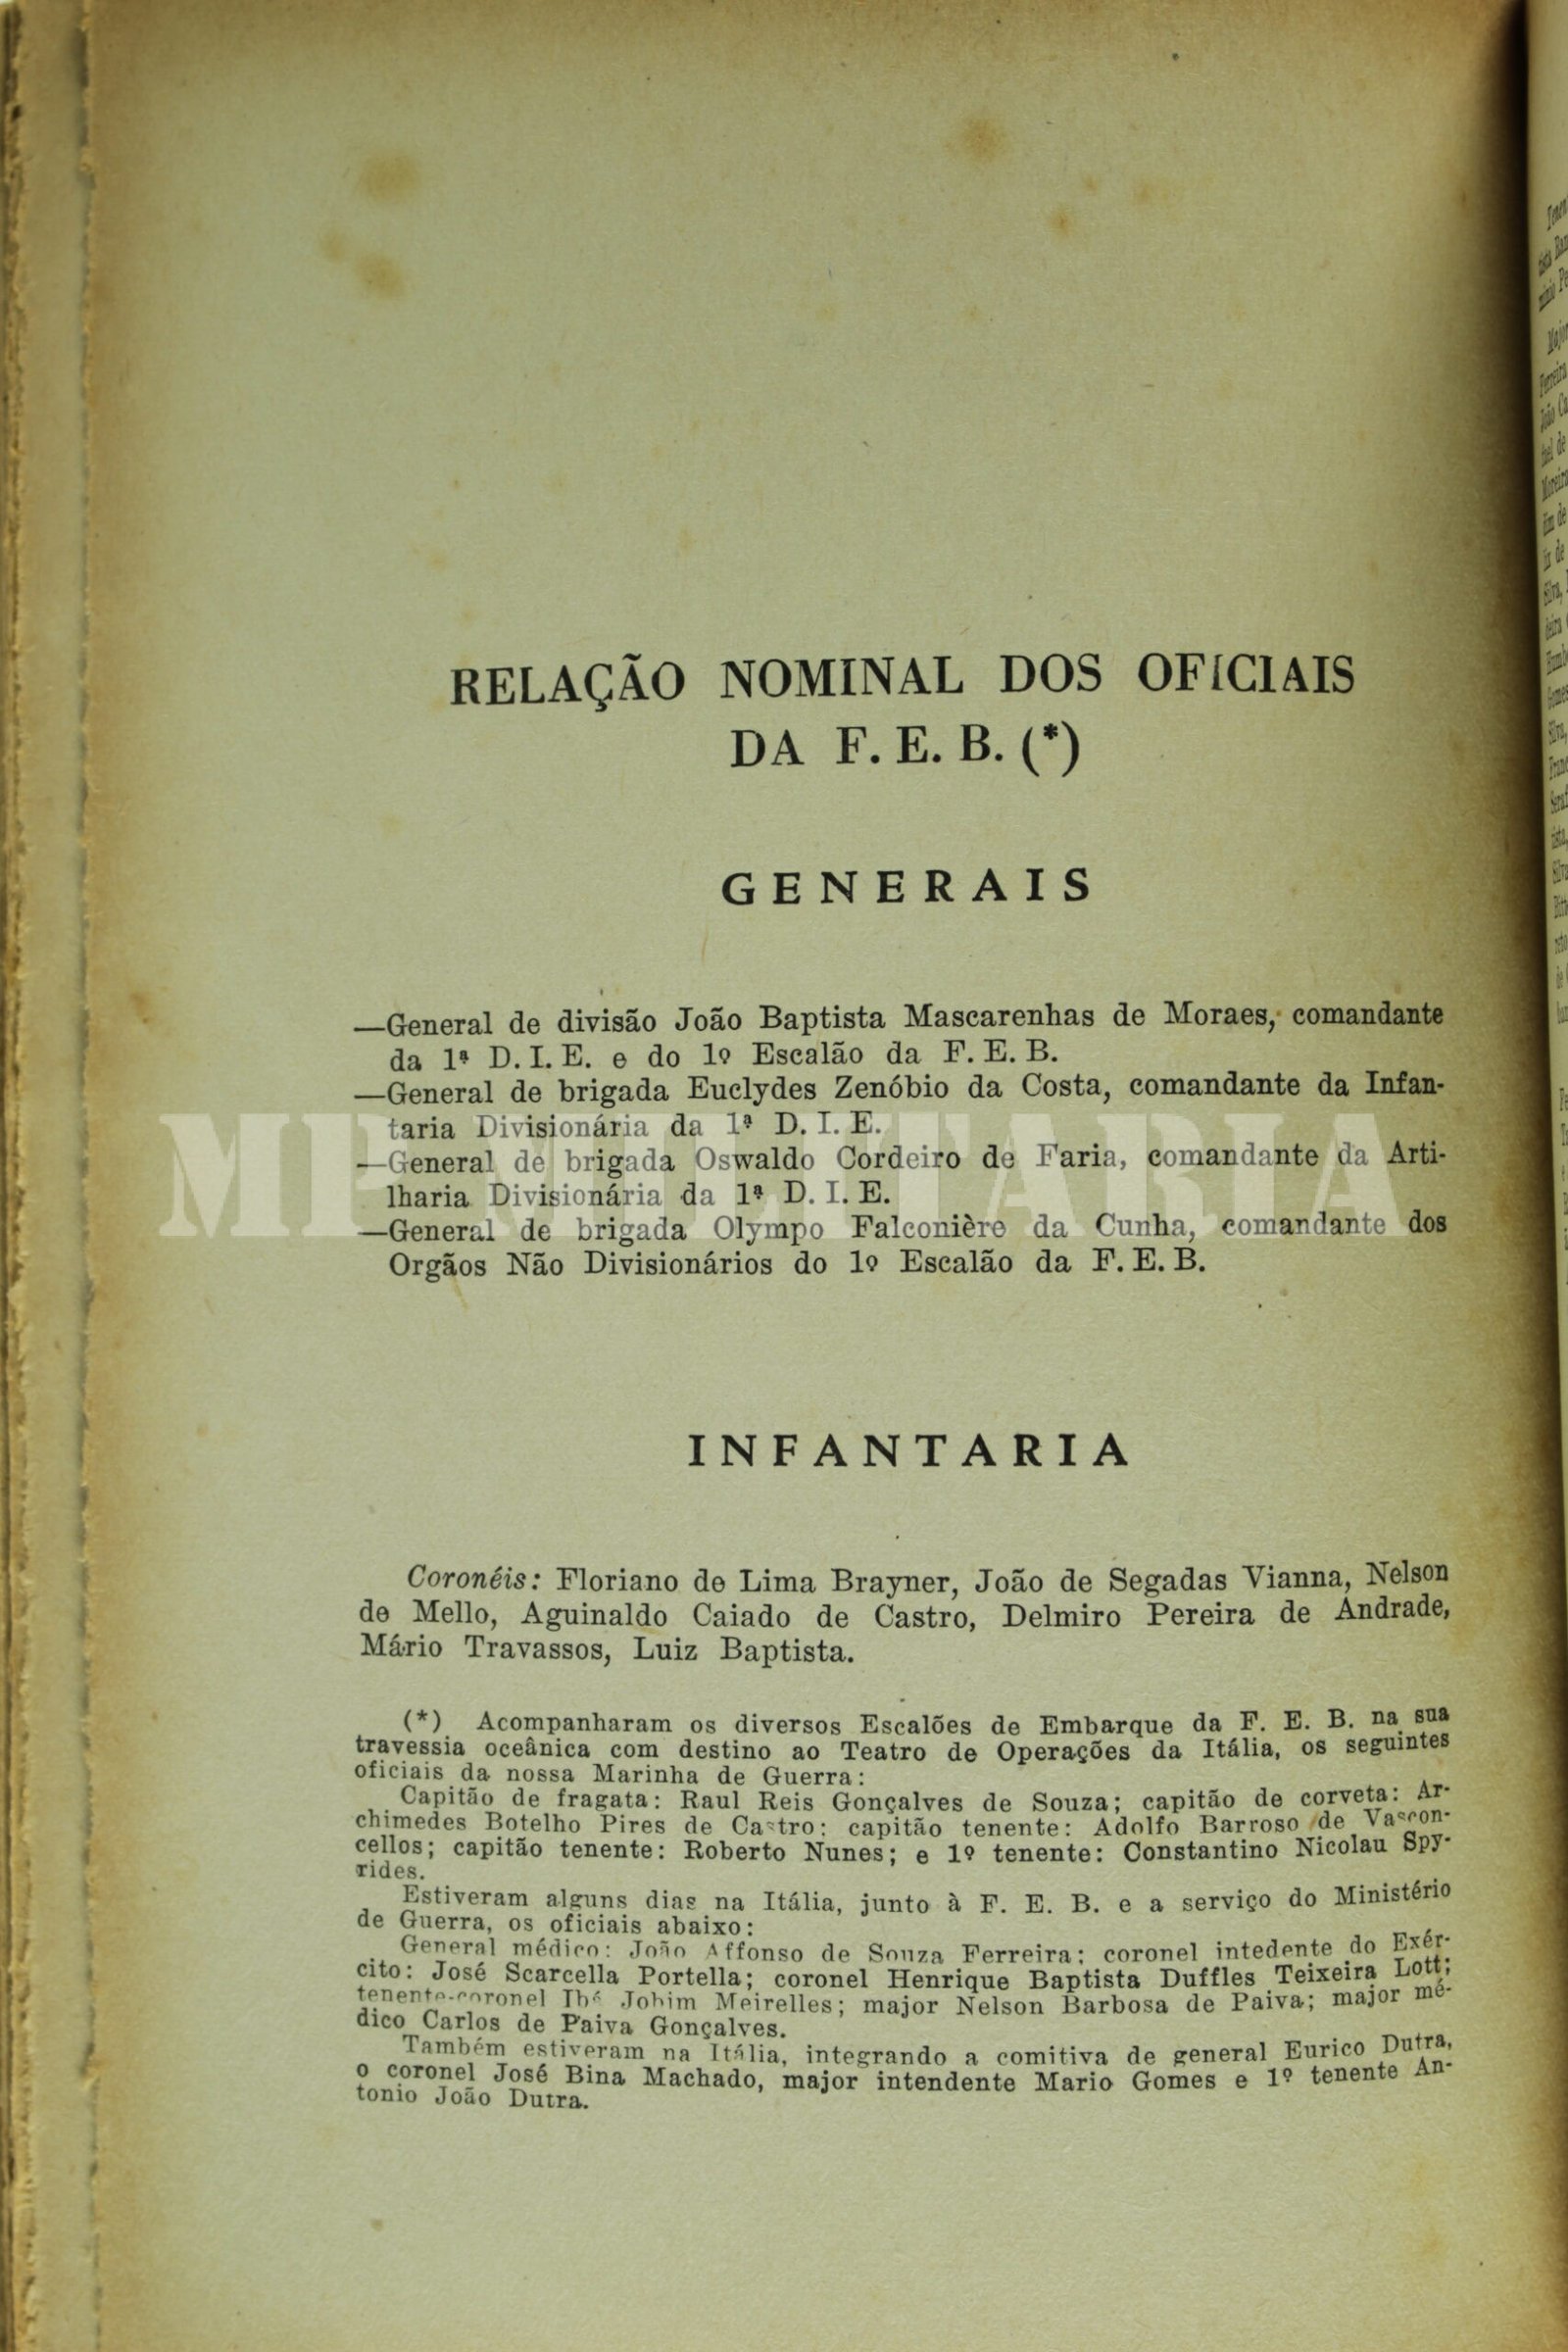 RELAÇÃO NOMINAL DOS OFICIAIS
DA F. E. B. (*)
GENERAIS
—General de divisão João Baptista Mascarenhas de Moraes, comandante
da 1ª D. I. E. e do 1º Escalão da F. E. B.
—General de brigada Euclydes Zenóbio da Costa, comandante da Infan-
taria Divisionária da 1ª D. I. E.
—General de brigada Oswaldo Cordeiro de Faria, comandante da Arti-
lharia Divisionária da 1ª D. I. E.
—General de brigada Olympo Falconière da Cunha, comandante dos
Orgãos Não Divisionários do 1º Escalão da F. E. B.
INFANTARIA
Coronéis: Floriano de Lima Brayner, João de Segadas Vianna, Nelson
de Mello, Aguinaldo Caiado de Castro, Delmiro Pereira de Andrade,
Mário Travassos, Luiz Baptista.
(*) Acompanharam os diversos Escalões de Embarque da F. E. B. na sua
travessia oceânica com destino ao Teatro de Operações da Itália, os seguintes
oficiais da nossa Marinha de Guerra:
Capitão de fragata: Raul Reis Gonçalves de Souza; capitão de corveta: Ar-
chimedes Botelho Pires de Castro; capitão tenente: Adolfo Barroso de Vascon-
cellos; capitão tenente: Roberto Nunes; e 1º tenente: Constantino Nicolau Spy-
rides.
Estiveram alguns dias na Itália, junto à F. E. B. e a serviço do Ministério
de Guerra, os oficiais abaixo:
General médico: João Affonso de Souza Ferreira; coronel intedente do Exér-
cito: José Scarcella Portella; coronel Henrique Baptista Duffles Teixeira Lott;
tenente-coronel Ibá Jobim Meirelles; major Nelson Barbosa de Paiva; major mé-
dico Carlos de Paiva Gonçalves.
Também estiveram na Itália, integrando a comitiva de general Eurico Dutra,
o coronel José Bina Machado, major intendente Mario Gomes e 1º tenente An-
tonio João Dutra.